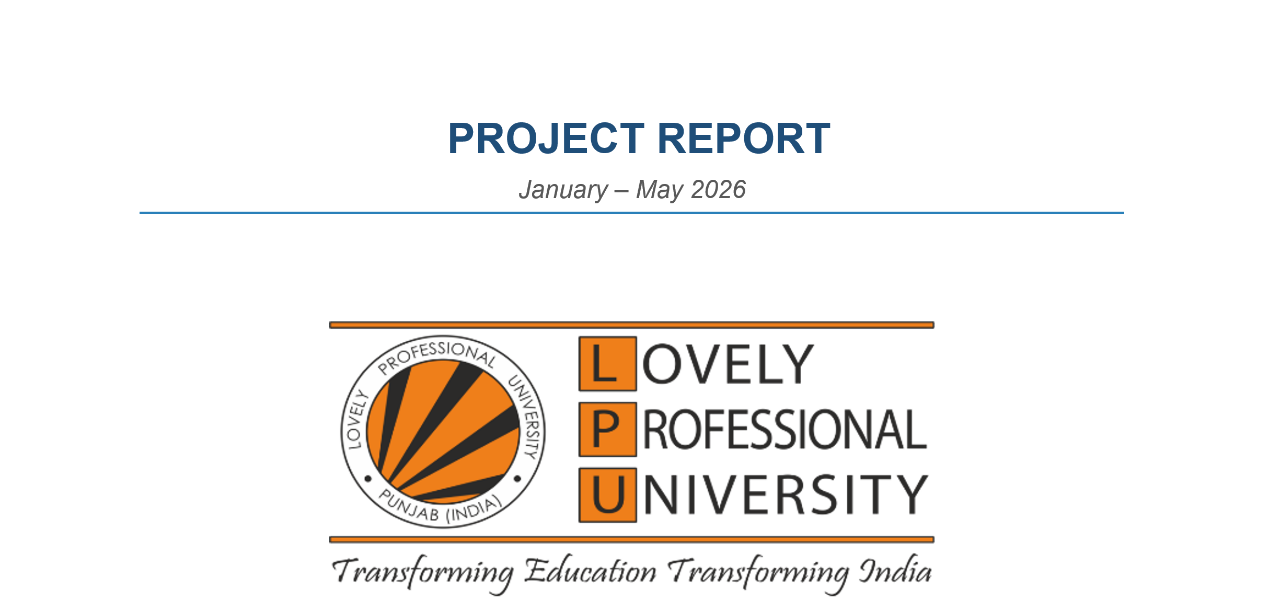 PROJECT REPORT
January – May 2026
LOVELY PROFESSIONAL UNIVERSITY
PUNJAB (INDIA)
LOVELY
PROFESSIONAL
UNIVERSITY
Transforming Education Transforming India